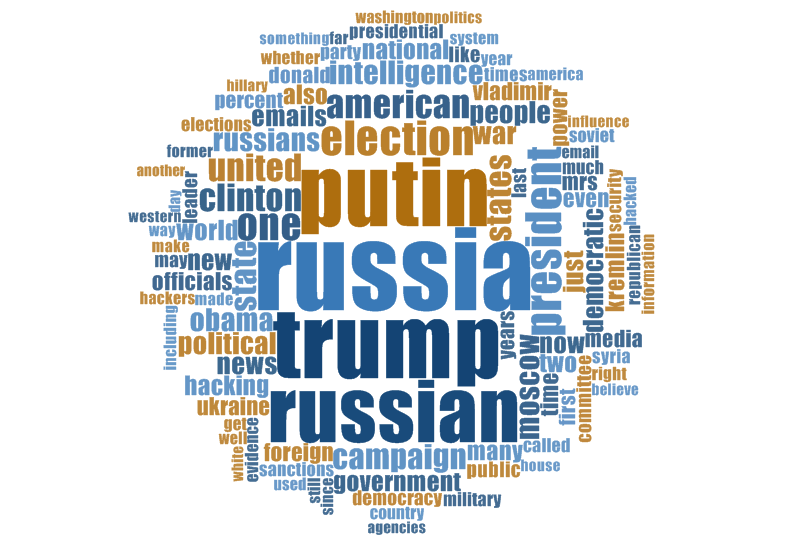 washingtonpolitics
something far presidential system
whether party national like year
donald intelligence times america
hillary percent also american vladimir power
emails people influence
elections russians election war soviet
former united putin states last email
another clinton much
leader day mrs
western one even
way world president democratic security hacked
make state russia just kremlin republican information
may new
officials
hackers made
obama trump years now media
including political moscow two syria
news time right
hacking russian first committee believe
ukraine
get
well evidence foreign campaign many called
white sanctions public house
used still since government
democracy military
country
agencies